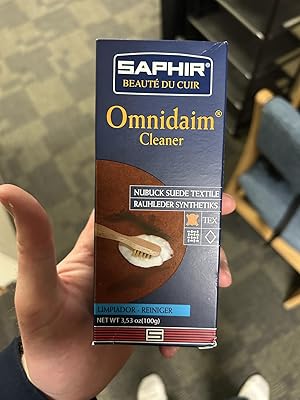 SAPHIR®
BEAUTÉ DU CUIR
Omnidaim®
Cleaner
NUBUCK SUEDE TEXTILE
RAUHLEDER SYNTHETIKS
TEX
LIMPIADOR - REINIGER
NET WT 3,53 oz(100g)
S